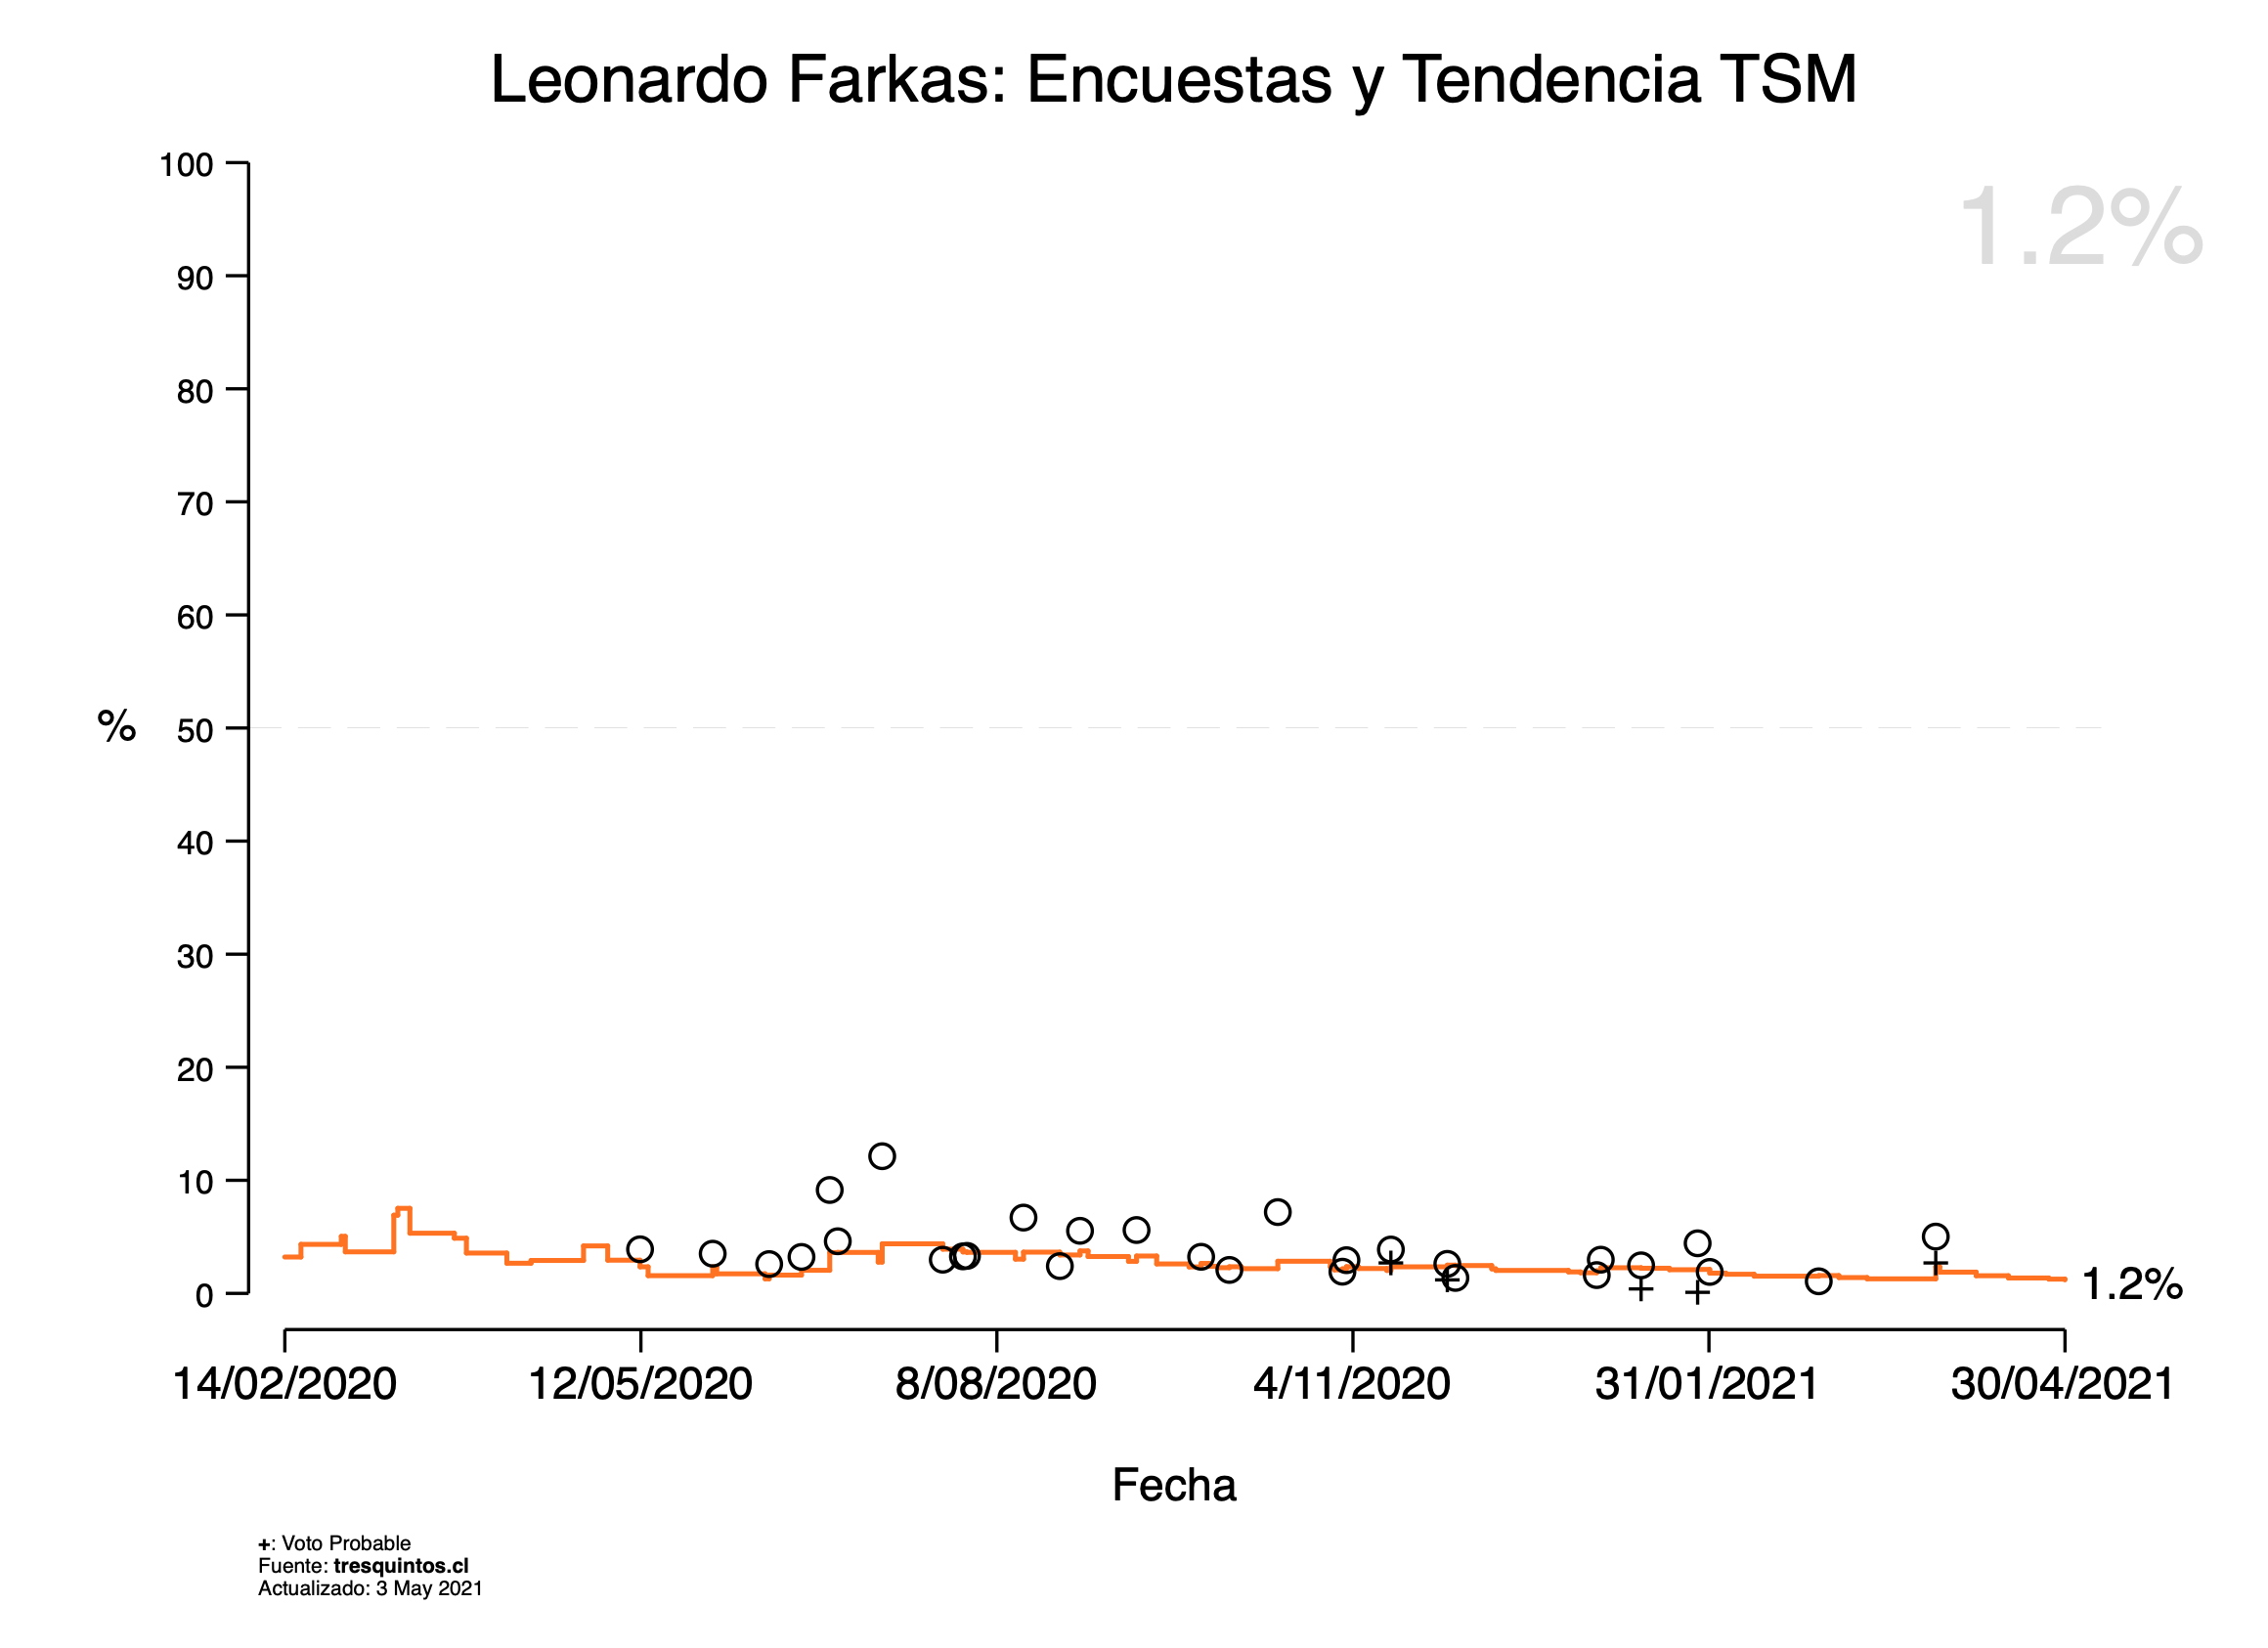 Leonardo Farkas: Encuestas y Tendencia TSM
1.2%
100
90
80
70
60
%
50
40
30
20
10
0
1.2%
14/02/2020 12/05/2020 8/08/2020 4/11/2020 31/01/2021 30/04/2021
Fecha
+: Voto Probable
Fuente: tresquintos.cl
Actualizado: 3 May 2021